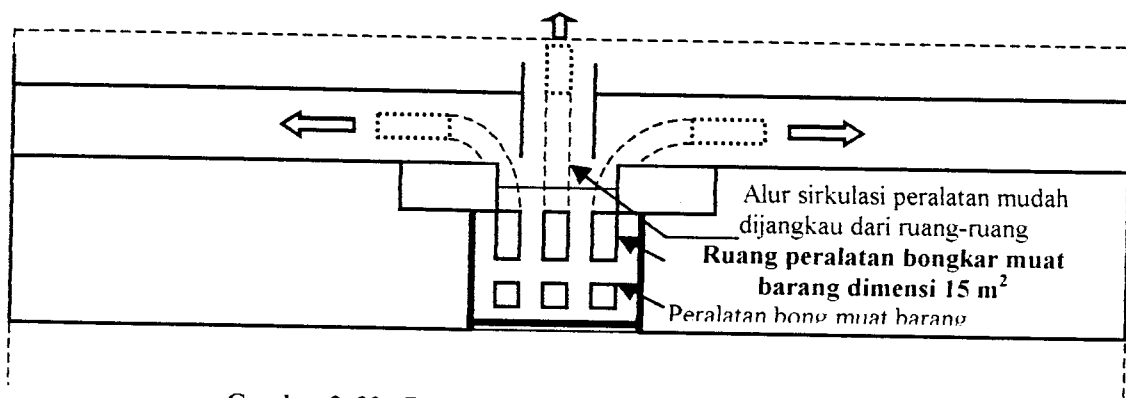 Alur sirkulasi peralatan mudah
dijangkau dari ruang-ruang
Ruang peralatan bongkar muat
barang dimensi 15 m²
Peralatan bong muat barang